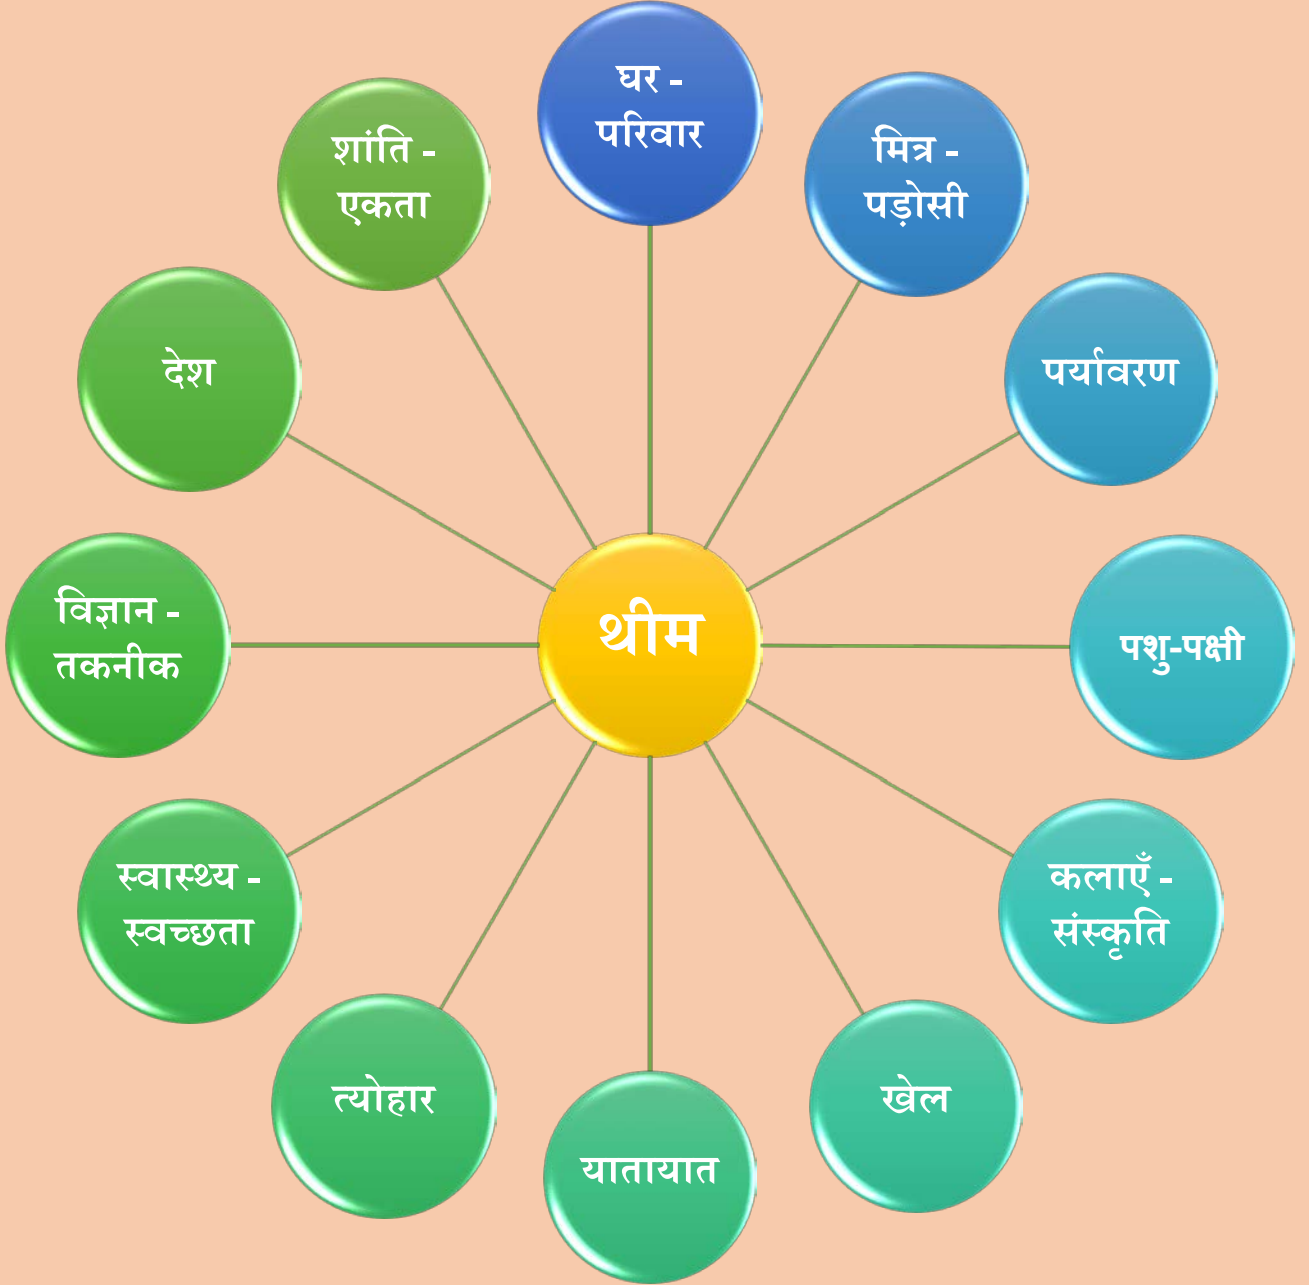 घर -
परिवार
मित्र -
पड़ोसी
पर्यावरण
पशु-पक्षी
कलाएँ -
संस्कृति
खेल
यातायात
त्योहार
स्वास्थ्य -
स्वच्छता
विज्ञान -
तकनीक
देश
शांति -
एकता
थीम